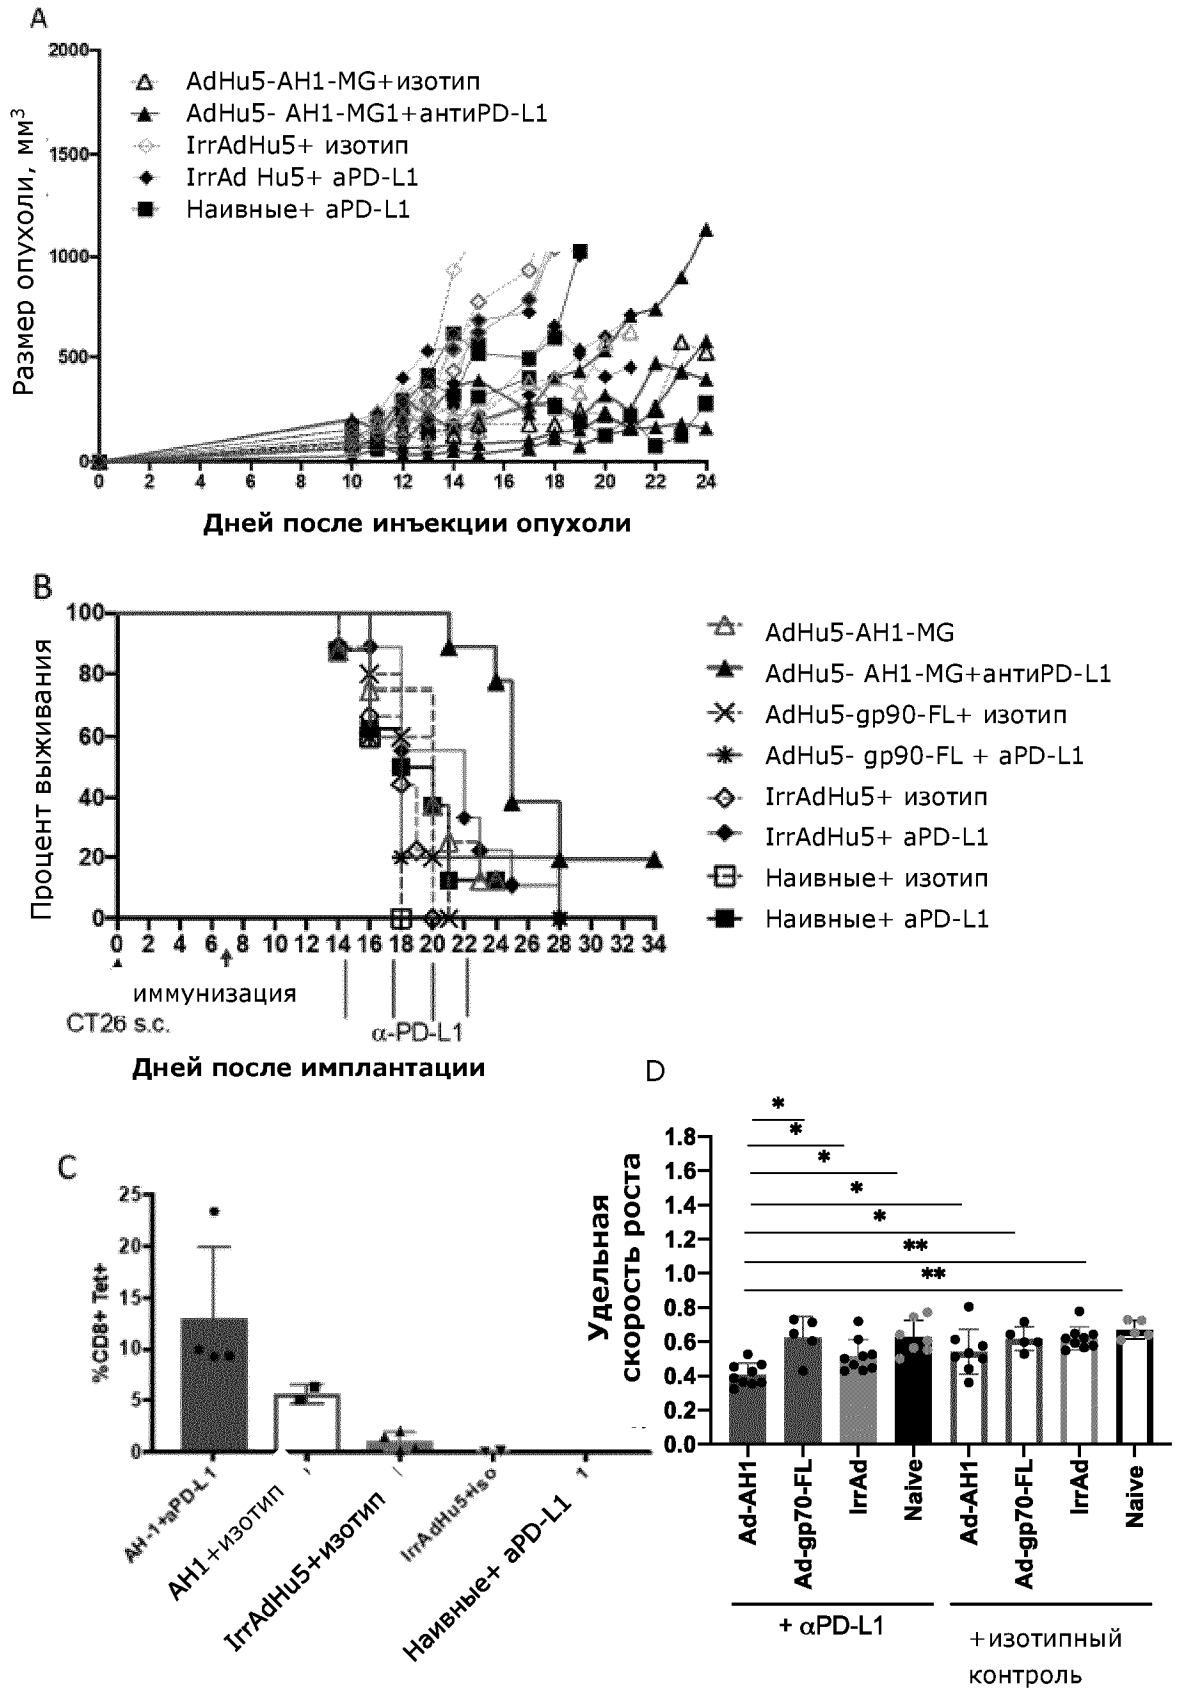 A
2000
1500
1000
500
0
Размер опухоли, мм³
AdHu5-AH1-MG+изотип
AdHu5- AH1-MG1+антиPD-L1
IrrAdHu5+ изотип
IrrAd Hu5+ aPD-L1
Наивные+ aPD-L1
0 2 4 6 8 10 12 14 16 18 20 22 24
Дней после инъекции опухоли
B
100
80
60
40
20
0
Процент выживания
AdHu5-AH1-MG
AdHu5- AH1-MG+антиPD-L1
AdHu5-gp90-FL+ изотип
AdHu5- gp90-FL + aPD-L1
IrrAdHu5+ изотип
IrrAdHu5+ aPD-L1
Наивные+ изотип
Наивные+ aPD-L1
0 2 4 6 8 10 12 14 16 18 20 22 24 26 28 30 32 34
иммунизация
CT26 s.c.
α-PD-L1
Дней после имплантации
C
25
20
15
10
5
0
%CD8+ Tet+
AH-1+aPD-L1
AH1+изотип
IrrAdHu5+изотип
IrrAdHu5+iso
Наивные+ aPD-L1
D
* 
*
*
*
*
**
**
1.8
1.6
1.4
1.2
1.0
0.8
0.6
0.4
0.2
0.0
Удельная
скорость роста
Ad-AH1
Ad-gp70-FL
IrrAd
Naive
Ad-AH1
Ad-gp70-FL
IrrAd
Naive
+ αPD-L1
+изотипный
контроль